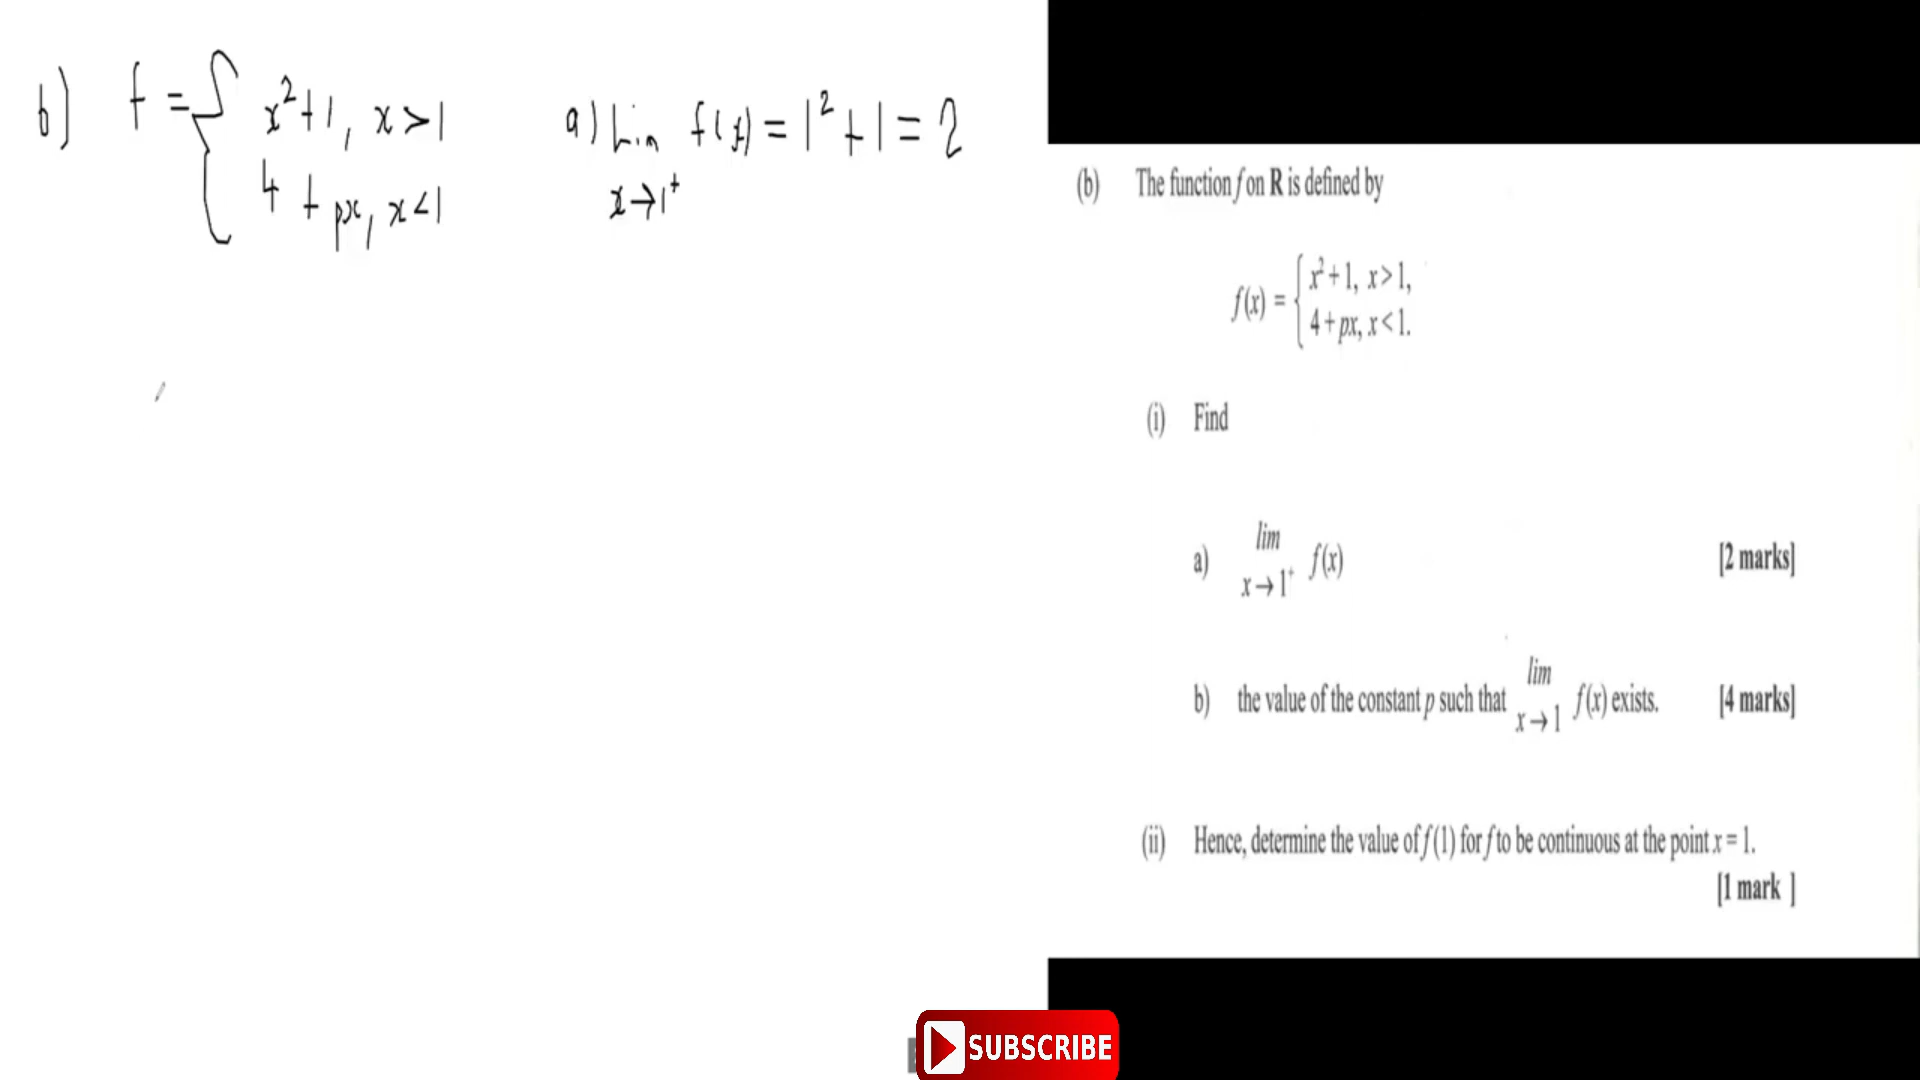 b) f = { x²+1, x>1
4 + px, x<1
a) Lim f(x) = 1² + 1 = 2
x→1⁺
(b) The function f on R is defined by
f(x) = { x²+1, x>1,
4+px, x<1.
(i) Find
a) lim f(x) [2 marks]
x→1⁺
b) the value of the constant p such that lim f(x) exists. [4 marks]
x→1
(ii) Hence, determine the value of f(1) for f to be continuous at the point x = 1.
[1 mark ]
SUBSCRIBE